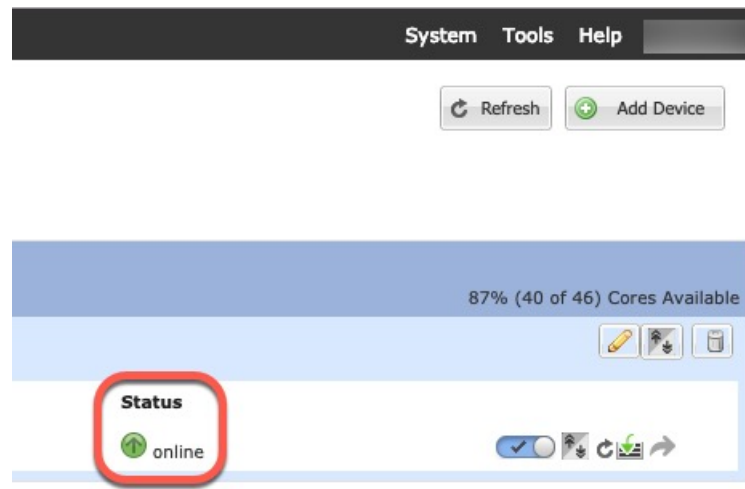 System Tools Help
Refresh Add Device
87% (40 of 46) Cores Available
Status
online